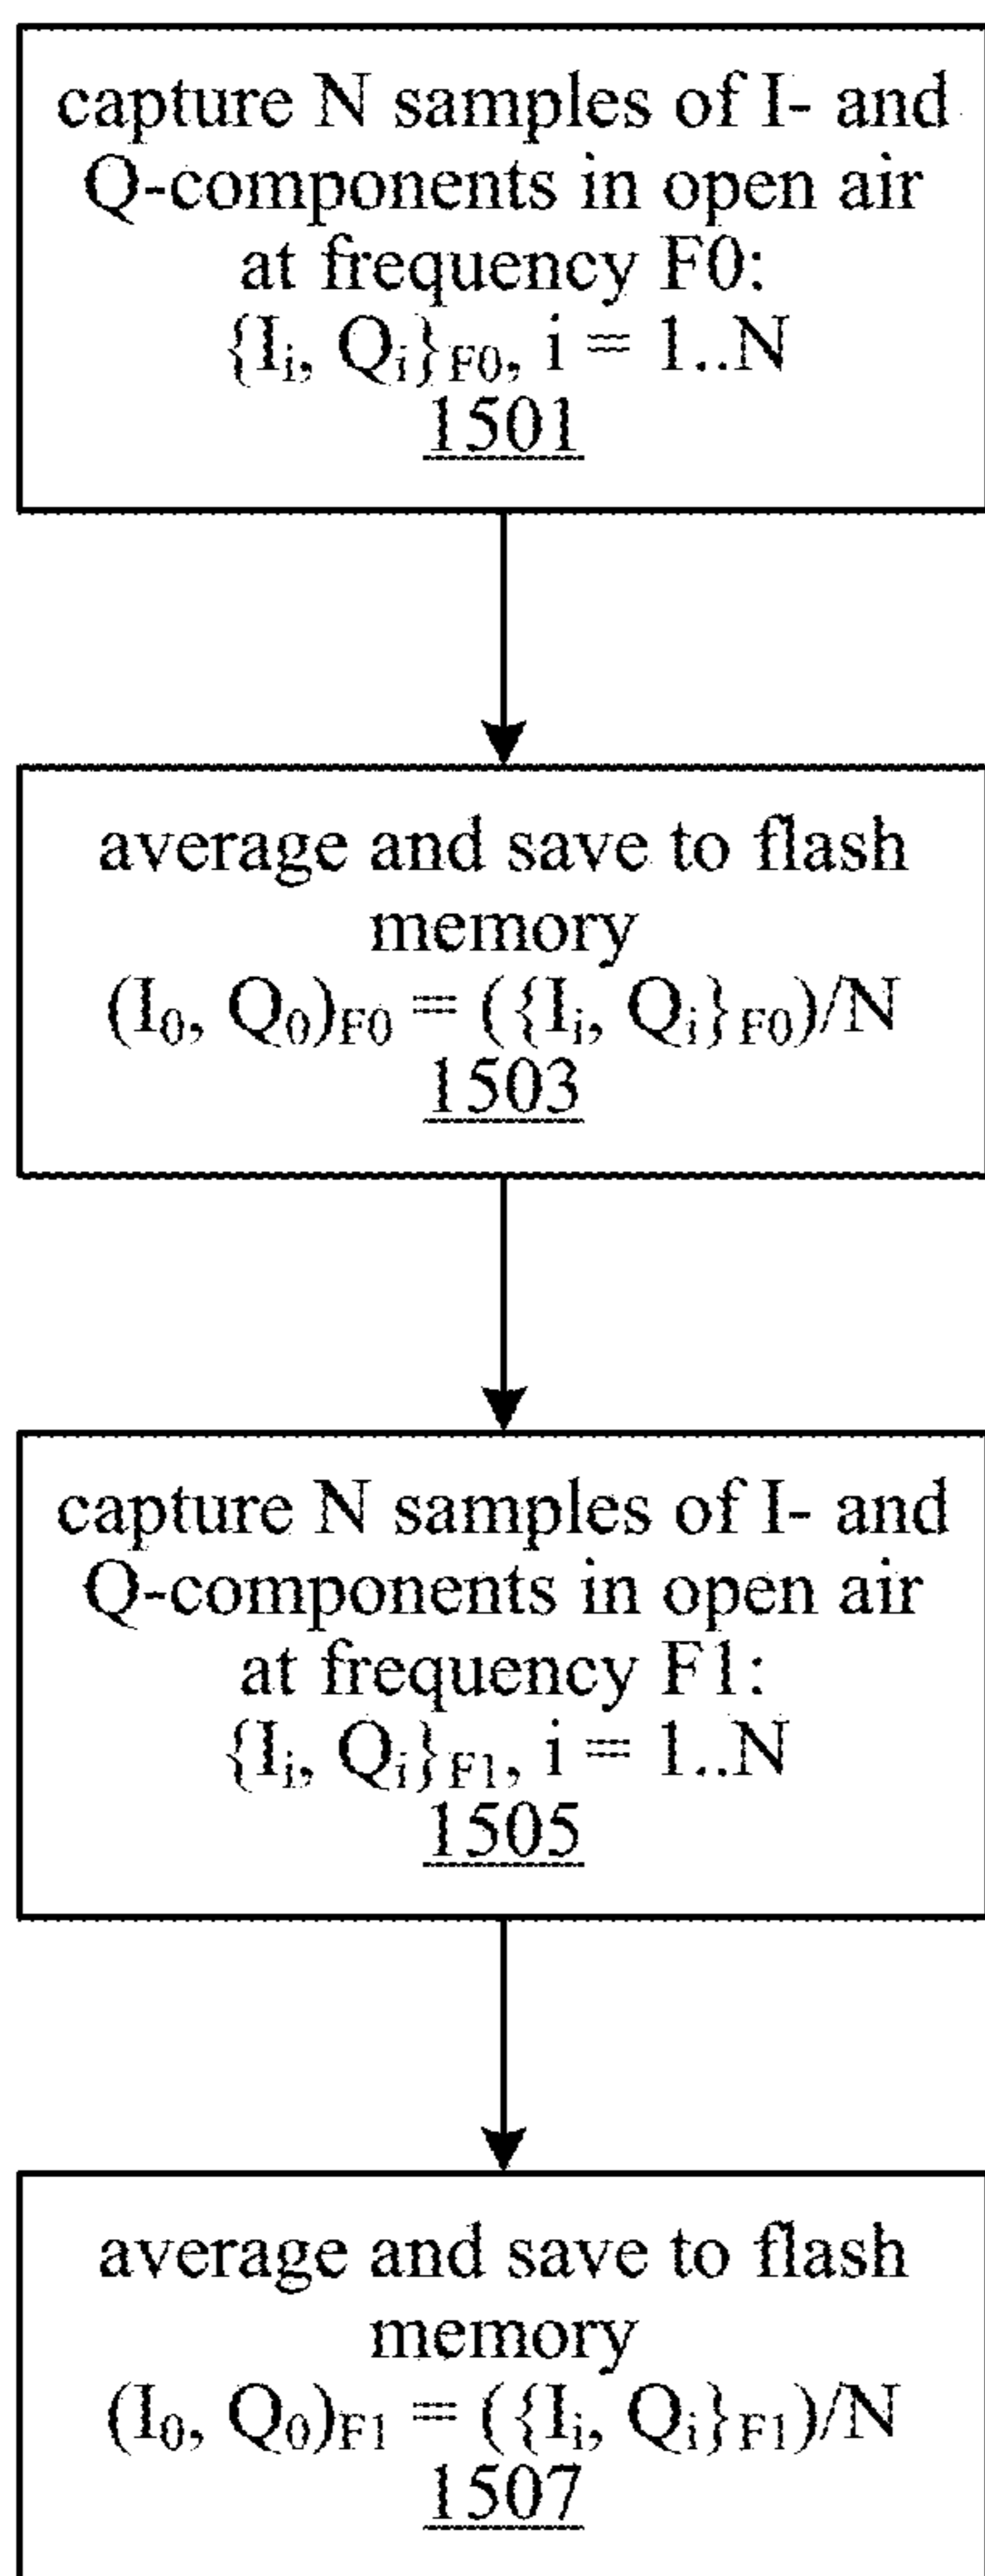 capture N samples of I- and
Q-components in open air
at frequency F0:
{Iᵢ, Qᵢ}F0, i = 1..N
1501
average and save to flash
memory
(I₀, Q₀)F0 = ({Iᵢ, Qᵢ}F0)/N
1503
capture N samples of I- and
Q-components in open air
at frequency F1:
{Iᵢ, Qᵢ}F1, i = 1..N
1505
average and save to flash
memory
(I₀, Q₀)F1 = ({Iᵢ, Qᵢ}F1)/N
1507